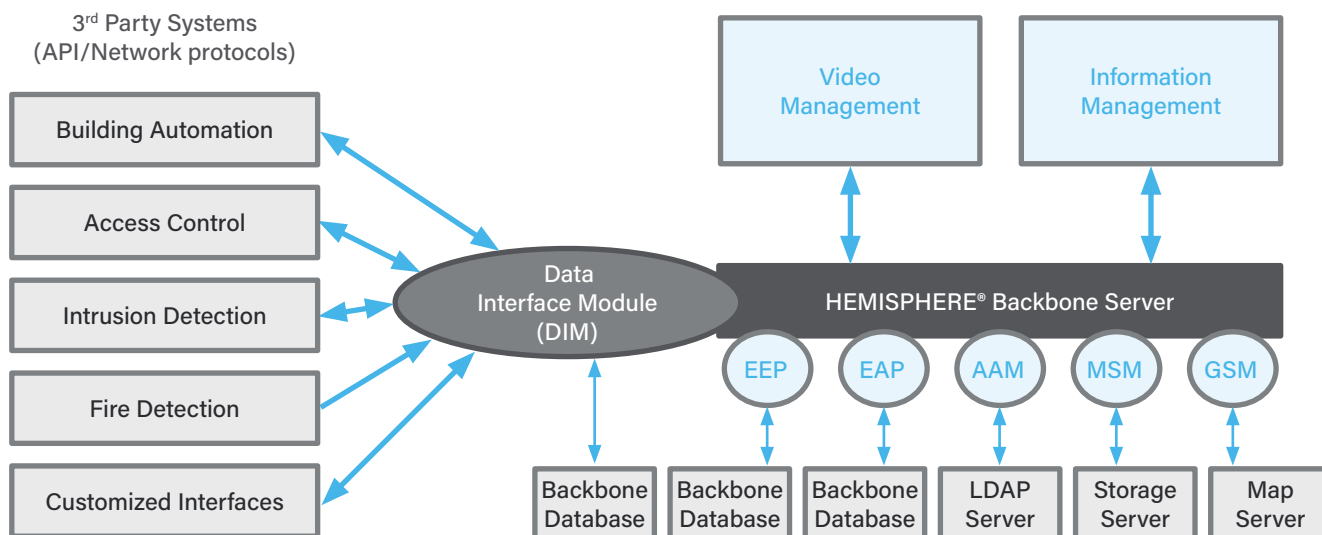 3rd Party Systems
(API/Network protocols)
Building Automation
Access Control
Intrusion Detection
Fire Detection
Customized Interfaces
Data
Interface Module
(DIM)
Video
Management
Information
Management
HEMISPHERE® Backbone Server
EEP
EAP
AAM
MSM
GSM
Backbone
Database
Backbone
Database
Backbone
Database
LDAP
Server
Storage
Server
Map
Server